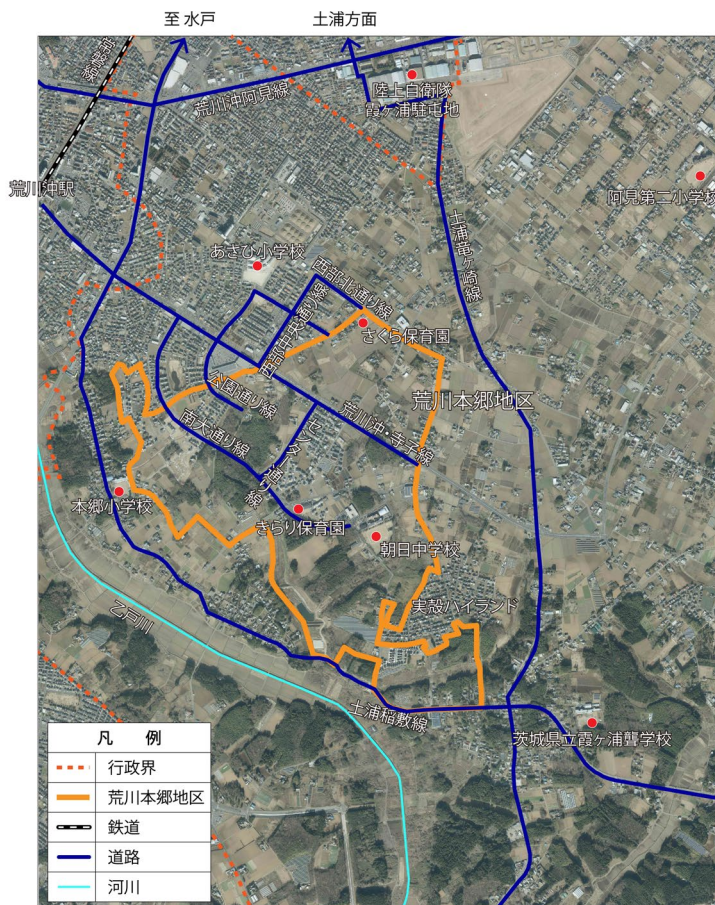 至 水戸
土浦方面
常磐線
荒川沖阿見線
陸上自衛隊
霞ヶ浦駐屯地
荒川沖駅
阿見第二小学校
土浦竜ヶ崎線
あさひ小学校
西部北通り線
西部中央通り線
さくら保育園
公園通り線
荒川本郷地区
荒川沖・寺子線
南大通り線
センター通り線
本郷小学校
きらり保育園
朝日中学校
実穀ハイランド
乙戸川
土浦稲敷線
茨城県立霞ヶ浦聾学校
凡 例
行政界
荒川本郷地区
鉄道
道路
河川